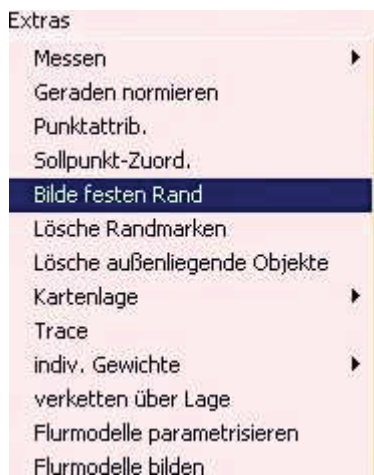 Extras
Messen
Geraden normieren
Punktattrib.
Sollpunkt-Zuord.
Bilde festen Rand
Lösche Randmarken
Lösche außenliegende Objekte
Kartenlage
Trace
indiv. Gewichte
verketten über Lage
Flurmodelle parametrisieren
Flurmodelle bilden